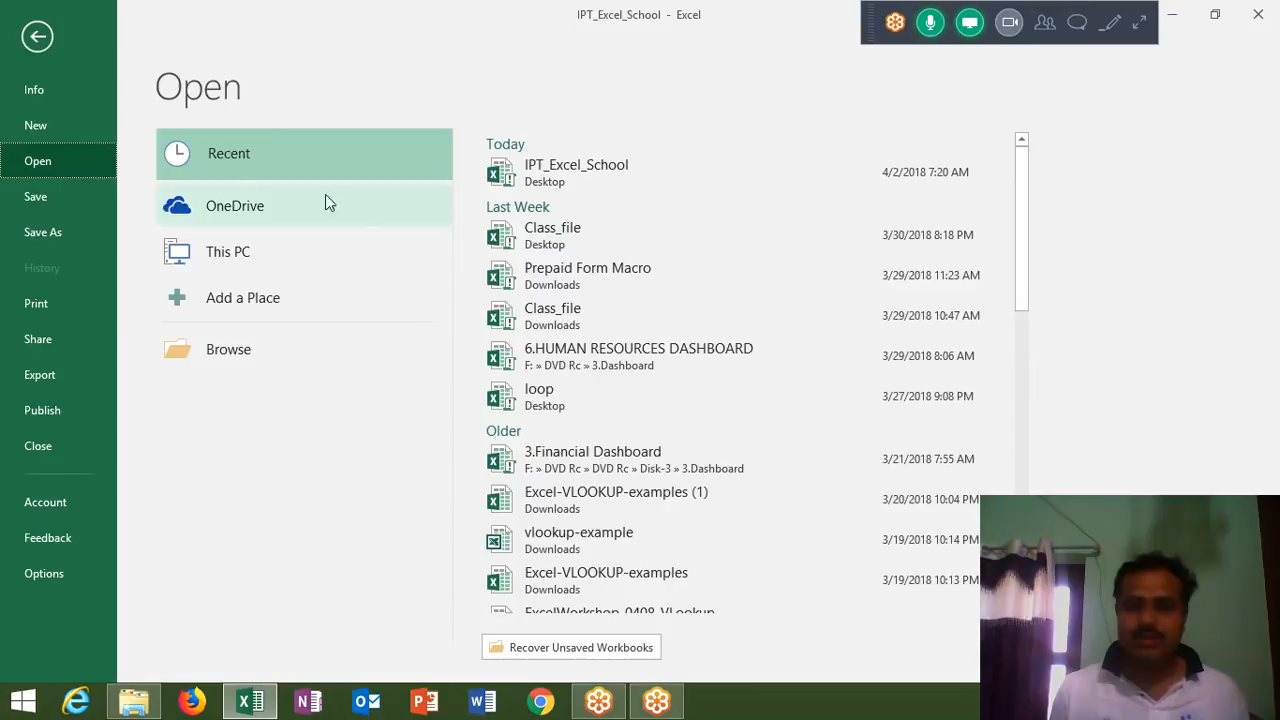 IPT_Excel_School - Excel
Info
New
Open
Save
Save As
History
Print
Share
Export
Publish
Close
Account
Feedback
Options
Open
Recent
OneDrive
This PC
Add a Place
Browse
Today
IPT_Excel_School 4/2/2018 7:20 AM
Desktop
Last Week
Class_file 3/30/2018 8:18 PM
Desktop
Prepaid Form Macro 3/29/2018 11:23 AM
Downloads
Class_file 3/29/2018 10:47 AM
Downloads
6.HUMAN RESOURCES DASHBOARD 3/29/2018 8:06 AM
F: » DVD Rc » 3.Dashboard
loop 3/27/2018 9:08 PM
Desktop
Older
3.Financial Dashboard 3/21/2018 7:55 AM
F: » DVD Rc » DVD Rc » Disk-3 » 3.Dashboard
Excel-VLOOKUP-examples (1) 3/20/2018 10:04 PM
Downloads
vlookup-example 3/19/2018 10:14 PM
Downloads
Excel-VLOOKUP-examples 3/19/2018 10:13 PM
Downloads
ExcelWorkshop_0408_VLookup
Recover Unsaved Workbooks